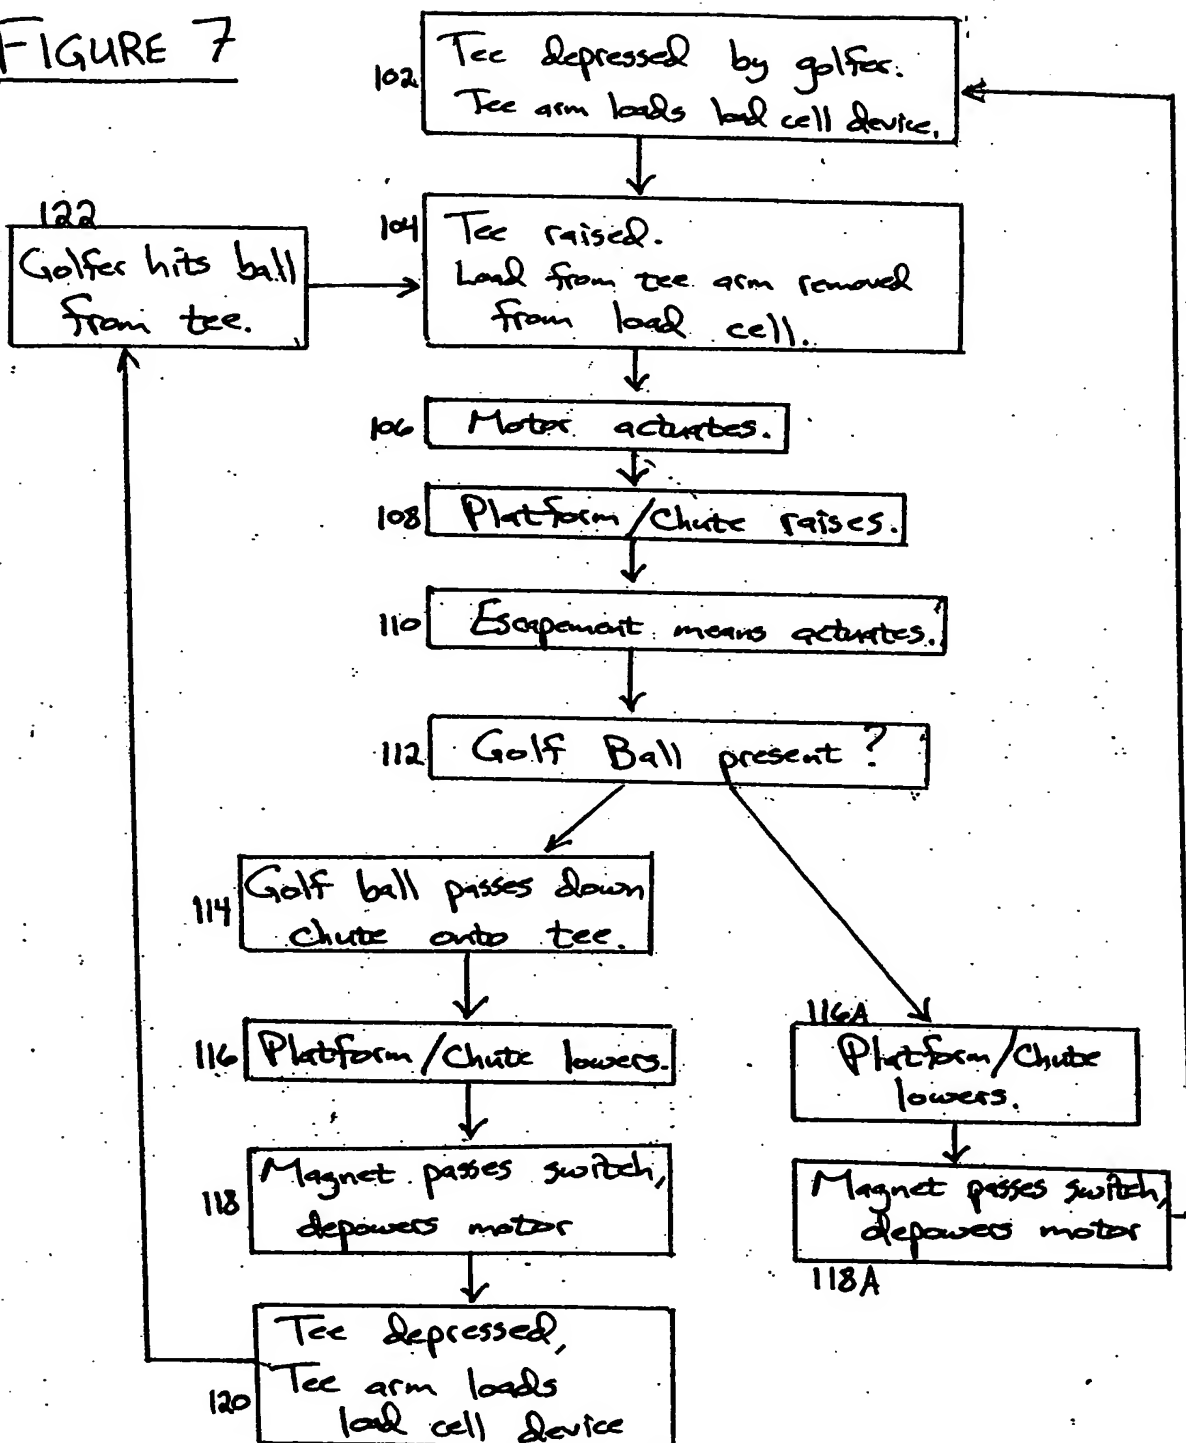 FIGURE 7
102
Tee depressed by golfer.
Tee arm loads load cell device.
122
Golfer hits ball
from tee.
104
Tee raised.
Load from tee arm removed
from load cell.
106
Motor actuates.
108
Platform/Chute raises.
110
Escapement means actuates.
112
Golf Ball present?
114
Golf ball passes down
chute onto tee.
116
Platform/Chute lowers.
116A
Platform/Chute
lowers.
118
Magnet passes switch,
depowers motor
Magnet passes switch,
depowers motor
118A
120
Tee depressed,
Tee arm loads
load cell device